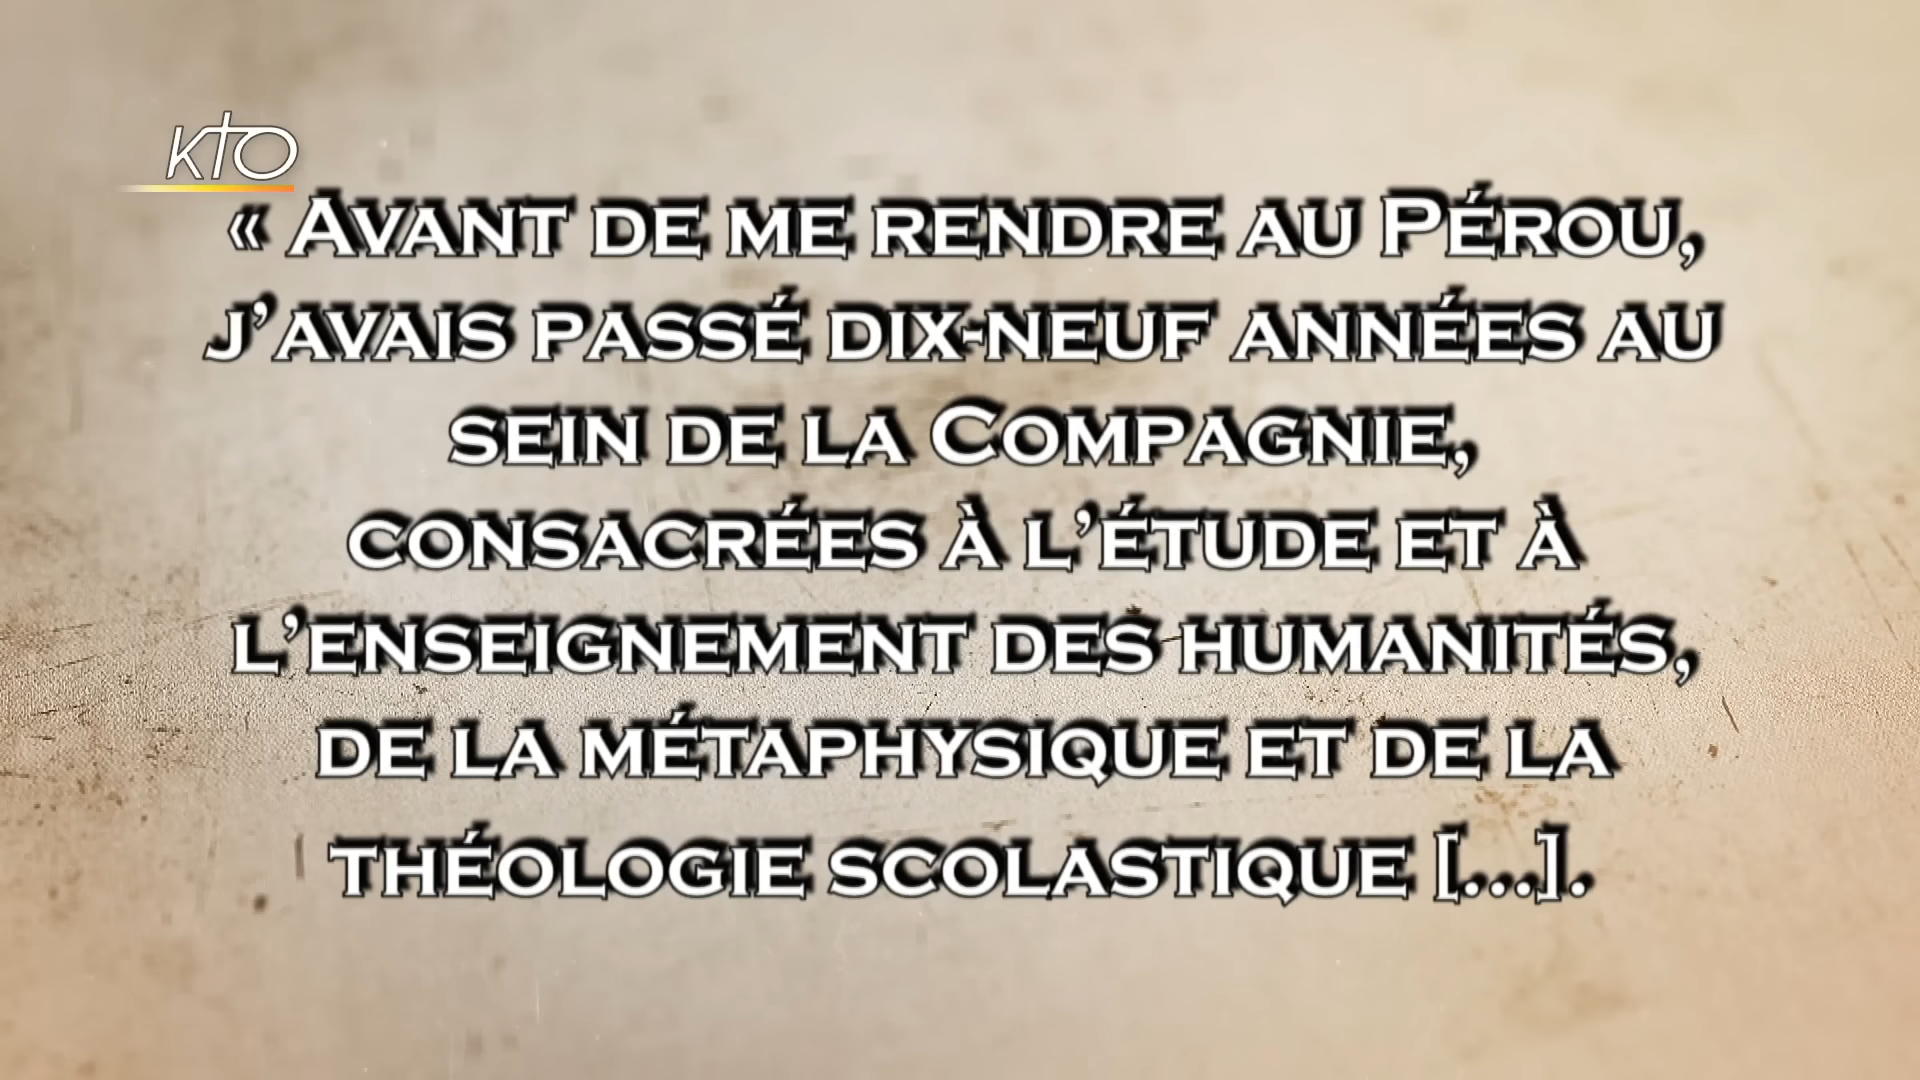 KTO
« Avant de me rendre au Pérou,
j’avais passé dix-neuf années au
sein de la Compagnie,
consacrées à l’étude et à
l’enseignement des humanités,
de la métaphysique et de la
théologie scolastique [...].